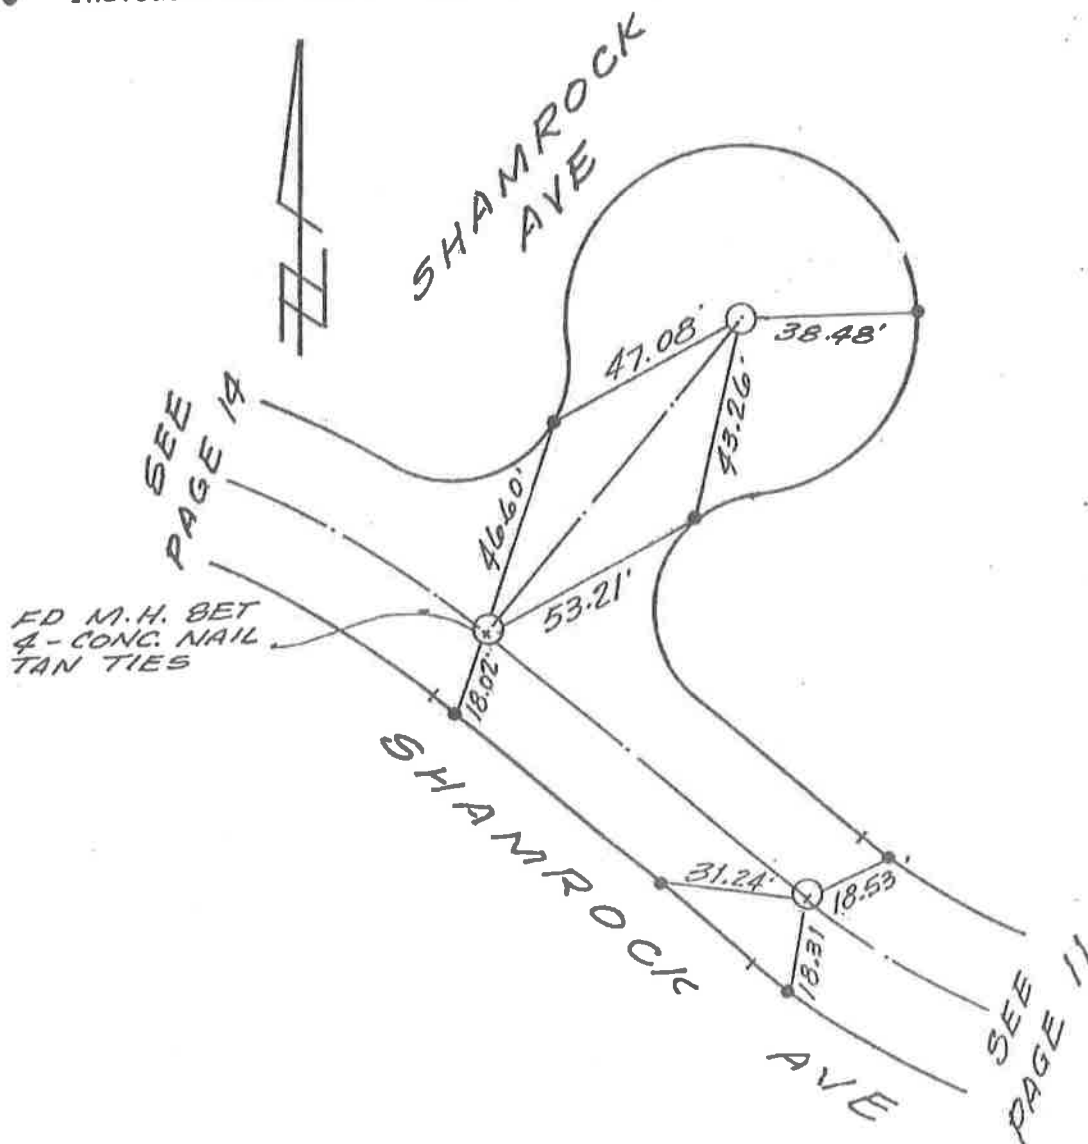 SHAMROCK
AVE
47.08'
38.48'
43.26'
SEE
PAGE 14
46.60'
53.21'
FD M.H. SET
4-CONC. NAIL
TAN TIES
18.02'
SHAMROCK
AVE
31.24'
18.53'
18.31
SEE
PAGE 11